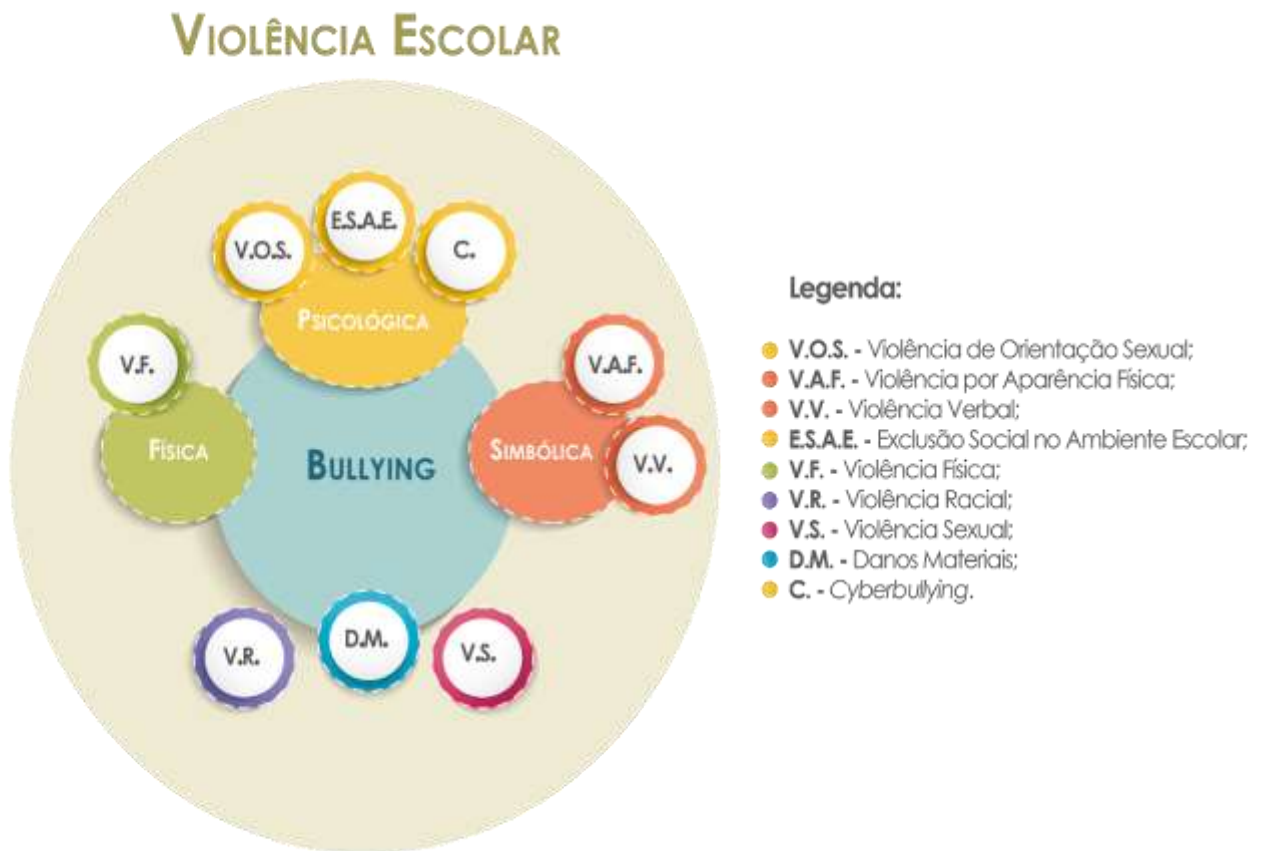 VIOLÊNCIA ESCOLAR
E.S.A.E.
V.O.S.
C.
PSICOLÓGICA
V.F.
V.A.F.
FÍSICA
BULLYING
SIMBÓLICA
V.V.
V.R.
D.M.
V.S.
Legenda:
V.O.S. - Violência de Orientação Sexual;
V.A.F. - Violência por Aparência Física;
V.V. - Violência Verbal;
E.S.A.E. - Exclusão Social no Ambiente Escolar;
V.F. - Violência Física;
V.R. - Violência Racial;
V.S. - Violência Sexual;
D.M. - Danos Materiais;
C. - Cyberbullying.